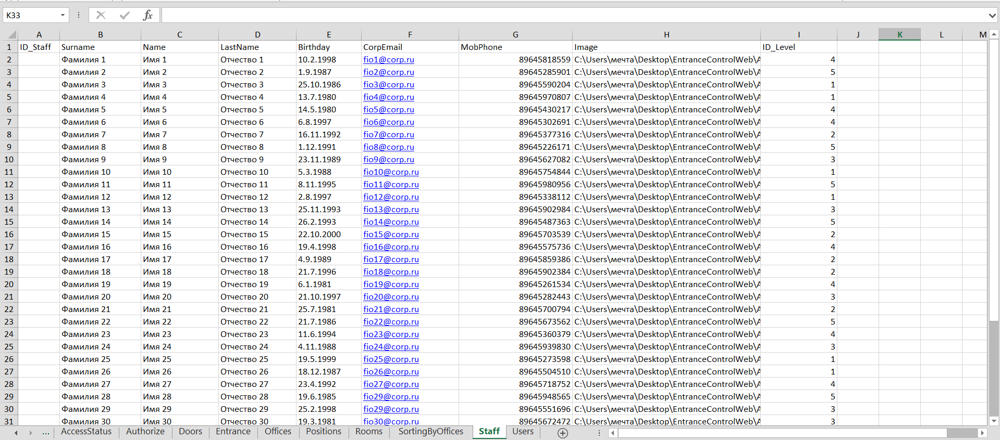 K33 fx
A B C D E F G H I J K L M
1 ID_Staff Surname Name LastName Birthday CorpEmail MobPhone Image ID_Level
2 Фамилия 1 Имя 1 Отчество 1 10.2.1998 fio1@corp.ru 89645818559 C:\Users\мечта\Desktop\EntranceControlWeb\A 4
3 Фамилия 2 Имя 2 Отчество 2 1.9.1987 fio2@corp.ru 89645285901 C:\Users\мечта\Desktop\EntranceControlWeb\A 5
4 Фамилия 3 Имя 3 Отчество 3 25.10.1986 fio3@corp.ru 89645590204 C:\Users\мечта\Desktop\EntranceControlWeb\A 1
5 Фамилия 4 Имя 4 Отчество 4 13.7.1980 fio4@corp.ru 89645970807 C:\Users\мечта\Desktop\EntranceControlWeb\A 1
6 Фамилия 5 Имя 5 Отчество 5 14.5.1980 fio5@corp.ru 89645430217 C:\Users\мечта\Desktop\EntranceControlWeb\A 4
7 Фамилия 6 Имя 6 Отчество 6 6.8.1997 fio6@corp.ru 89645302691 C:\Users\мечта\Desktop\EntranceControlWeb\A 4
8 Фамилия 7 Имя 7 Отчество 7 16.11.1992 fio7@corp.ru 89645377316 C:\Users\мечта\Desktop\EntranceControlWeb\A 2
9 Фамилия 8 Имя 8 Отчество 8 1.12.1991 fio8@corp.ru 89645226171 C:\Users\мечта\Desktop\EntranceControlWeb\A 5
10 Фамилия 9 Имя 9 Отчество 9 23.11.1989 fio9@corp.ru 89645627082 C:\Users\мечта\Desktop\EntranceControlWeb\A 3
11 Фамилия 10 Имя 10 Отчество 10 5.3.1988 fio10@corp.ru 89645754844 C:\Users\мечта\Desktop\EntranceControlWeb\A 1
12 Фамилия 11 Имя 11 Отчество 11 8.11.1995 fio11@corp.ru 89645980956 C:\Users\мечта\Desktop\EntranceControlWeb\A 5
13 Фамилия 12 Имя 12 Отчество 12 2.8.1997 fio12@corp.ru 89645338112 C:\Users\мечта\Desktop\EntranceControlWeb\A 1
14 Фамилия 13 Имя 13 Отчество 13 25.11.1993 fio13@corp.ru 89645902984 C:\Users\мечта\Desktop\EntranceControlWeb\A 3
15 Фамилия 14 Имя 14 Отчество 14 26.2.1993 fio14@corp.ru 89645487363 C:\Users\мечта\Desktop\EntranceControlWeb\A 5
16 Фамилия 15 Имя 15 Отчество 15 22.10.2000 fio15@corp.ru 89645703539 C:\Users\мечта\Desktop\EntranceControlWeb\A 2
17 Фамилия 16 Имя 16 Отчество 16 19.4.1998 fio16@corp.ru 89645575736 C:\Users\мечта\Desktop\EntranceControlWeb\A 4
18 Фамилия 17 Имя 17 Отчество 17 4.9.1989 fio17@corp.ru 89645859386 C:\Users\мечта\Desktop\EntranceControlWeb\A 2
19 Фамилия 18 Имя 18 Отчество 18 21.7.1996 fio18@corp.ru 89645902384 C:\Users\мечта\Desktop\EntranceControlWeb\A 2
20 Фамилия 19 Имя 19 Отчество 19 6.1.1981 fio19@corp.ru 89645261534 C:\Users\мечта\Desktop\EntranceControlWeb\A 4
21 Фамилия 20 Имя 20 Отчество 20 21.10.1997 fio20@corp.ru 89645282443 C:\Users\мечта\Desktop\EntranceControlWeb\A 3
22 Фамилия 21 Имя 21 Отчество 21 25.7.1981 fio21@corp.ru 89645700794 C:\Users\мечта\Desktop\EntranceControlWeb\A 2
23 Фамилия 22 Имя 22 Отчество 22 21.7.1986 fio22@corp.ru 89645673562 C:\Users\мечта\Desktop\EntranceControlWeb\A 5
24 Фамилия 23 Имя 23 Отчество 23 11.6.1994 fio23@corp.ru 89645360379 C:\Users\мечта\Desktop\EntranceControlWeb\A 4
25 Фамилия 24 Имя 24 Отчество 24 4.11.1988 fio24@corp.ru 89645939830 C:\Users\мечта\Desktop\EntranceControlWeb\A 3
26 Фамилия 25 Имя 25 Отчество 25 19.5.1999 fio25@corp.ru 89645273598 C:\Users\мечта\Desktop\EntranceControlWeb\A 1
27 Фамилия 26 Имя 26 Отчество 26 18.12.1987 fio26@corp.ru 89645504510 C:\Users\мечта\Desktop\EntranceControlWeb\A 1
28 Фамилия 27 Имя 27 Отчество 27 23.4.1992 fio27@corp.ru 89645718752 C:\Users\мечта\Desktop\EntranceControlWeb\A 4
29 Фамилия 28 Имя 28 Отчество 28 19.6.1985 fio29@corp.ru 89645948565 C:\Users\мечта\Desktop\EntranceControlWeb\A 5
30 Фамилия 29 Имя 29 Отчество 29 25.2.1998 fio29@corp.ru 89645551696 C:\Users\мечта\Desktop\EntranceControlWeb\A 3
31 Фамилия 30 Имя 30 Отчество 30 19.3.1981 fio30@corp.ru 89645672472 C:\Users\мечта\Desktop\EntranceControlWeb\A 3
... AccessStatus Authorize Doors Entrance Offices Positions Rooms SortingByOffices Staff Users